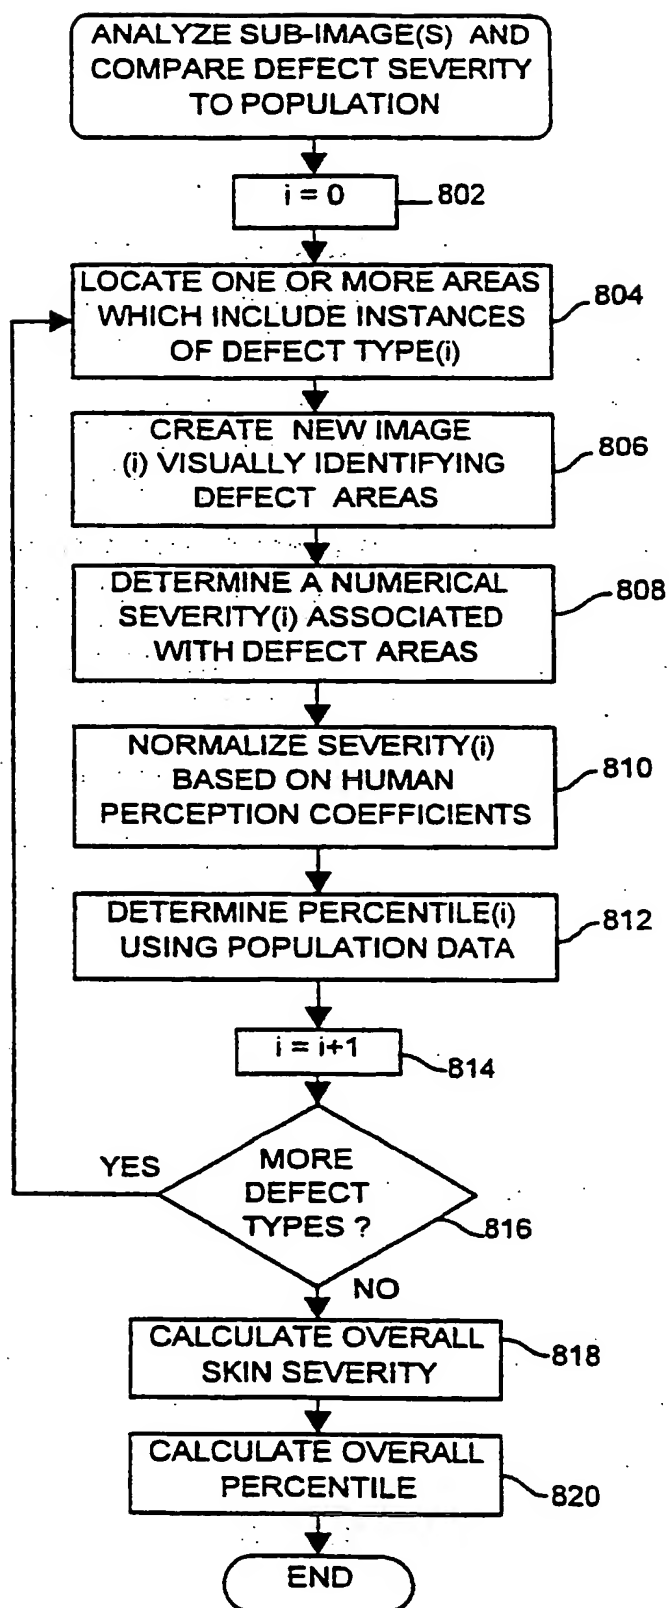 ANALYZE SUB-IMAGE(S) AND
COMPARE DEFECT SEVERITY
TO POPULATION
i = 0
802
LOCATE ONE OR MORE AREAS
WHICH INCLUDE INSTANCES
OF DEFECT TYPE(i)
804
CREATE NEW IMAGE
(i) VISUALLY IDENTIFYING
DEFECT AREAS
806
DETERMINE A NUMERICAL
SEVERITY(i) ASSOCIATED
WITH DEFECT AREAS
808
NORMALIZE SEVERITY(i)
BASED ON HUMAN
PERCEPTION COEFFICIENTS
810
DETERMINE PERCENTILE(i)
USING POPULATION DATA
812
i = i+1
814
YES
MORE
DEFECT
TYPES ?
816
NO
CALCULATE OVERALL
SKIN SEVERITY
818
CALCULATE OVERALL
PERCENTILE
820
END